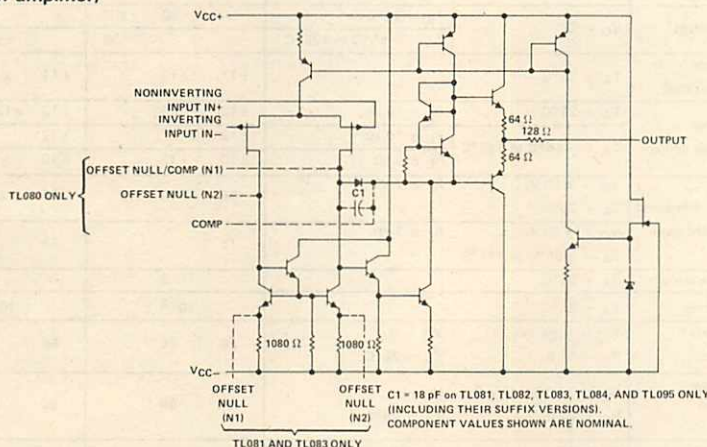 VCC+
NONINVERTING
INPUT IN+
INVERTING
INPUT IN−
64 Ω
128 Ω
OUTPUT
64 Ω
OFFSET NULL/COMP (N1)
TL080 ONLY
OFFSET NULL (N2)
C1
COMP
1080 Ω
1080 Ω
VCC−
OFFSET
NULL
(N1)
OFFSET
NULL
(N2)
C1 = 18 pF on TL081, TL082, TL083, TL084, AND TL095 ONLY
(INCLUDING THEIR SUFFIX VERSIONS).
COMPONENT VALUES SHOWN ARE NOMINAL.
TL081 AND TL083 ONLY